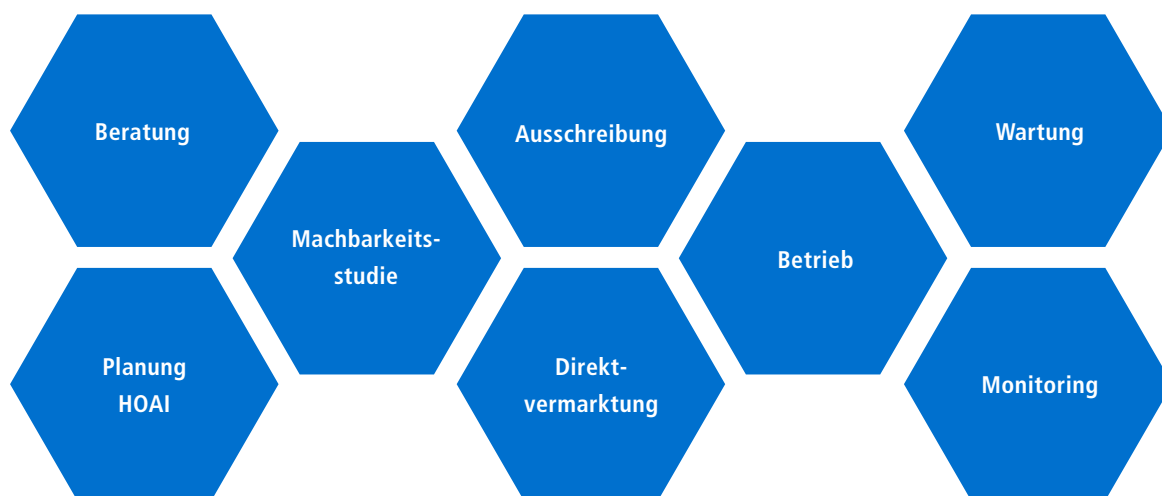 Beratung
Ausschreibung
Wartung
Machbarkeits-
studie
Betrieb
Planung
HOAI
Direkt-
vermarktung
Monitoring